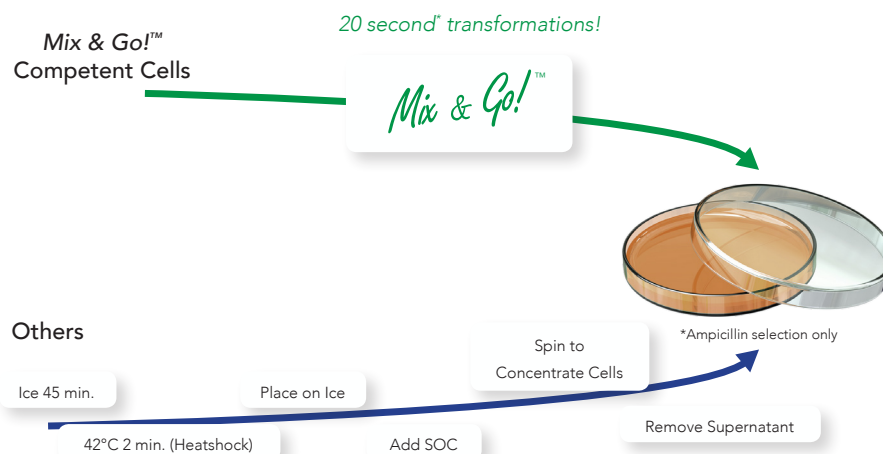 20 second* transformations!
Mix & Go!™
Competent Cells
Mix & Go!™
*Ampicillin selection only
Others
Spin to
Concentrate Cells
Ice 45 min.
Place on Ice
Remove Supernatant
42ºC 2 min. (Heatshock)
Add SOC